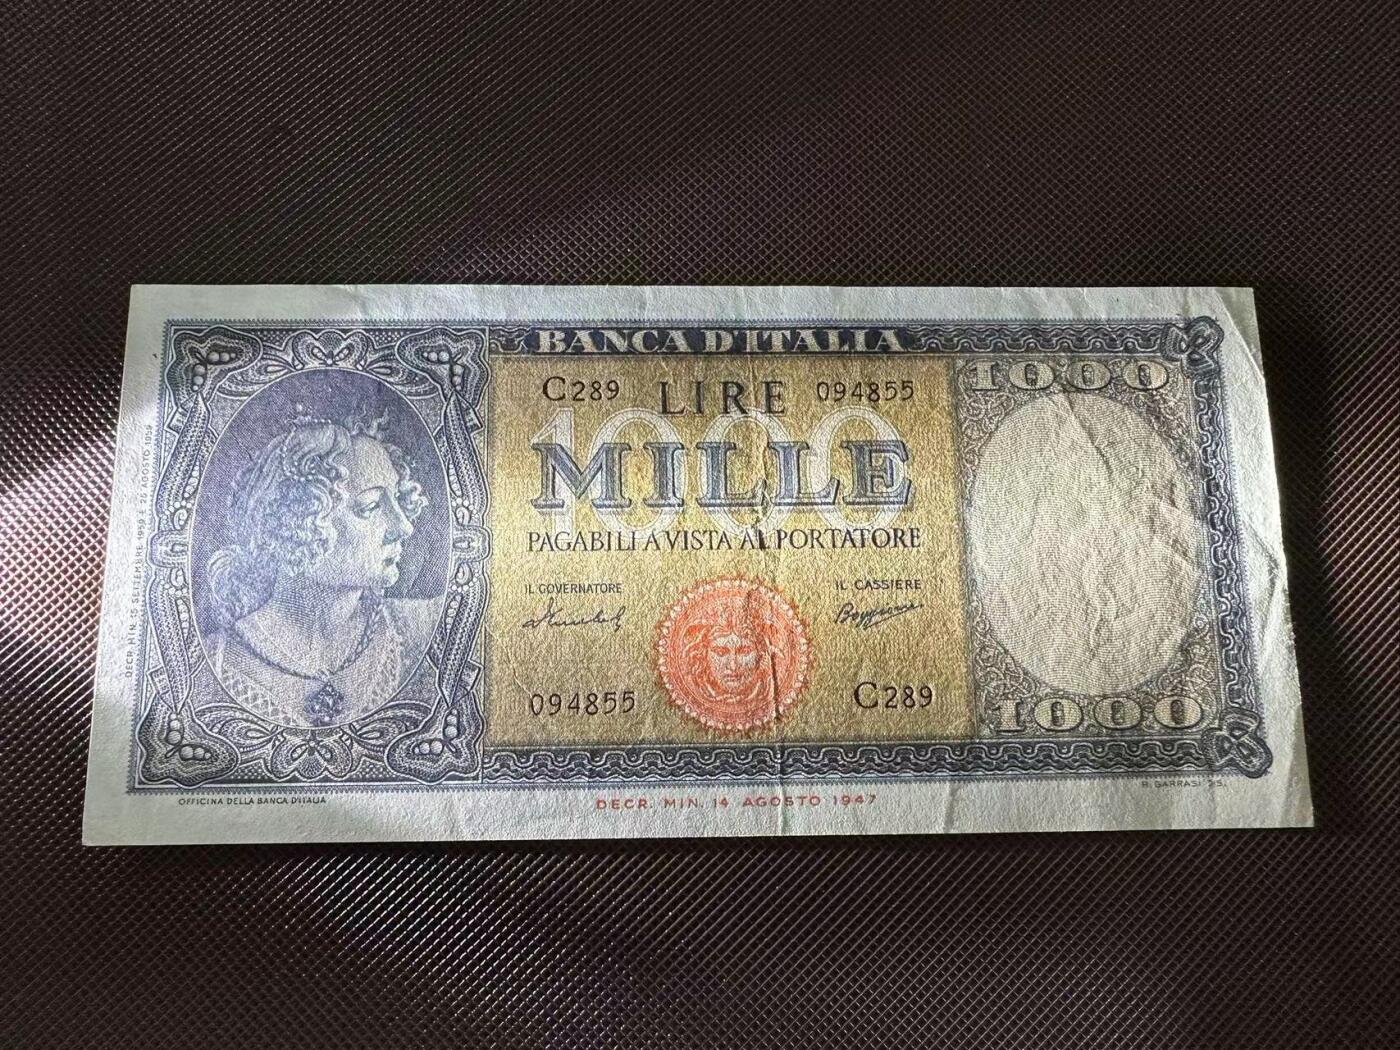 BANCA D'ITALIA
C289 LIRE 094855
1000
1000
MILLE
PAGABILI A VISTA AL PORTATORE
IL GOVERNATORE
IL CASSIERE
094855
C289
1000
OFFICINA DELLA BANCA D'ITALIA
DECR. MIN. 14 AGOSTO 1947